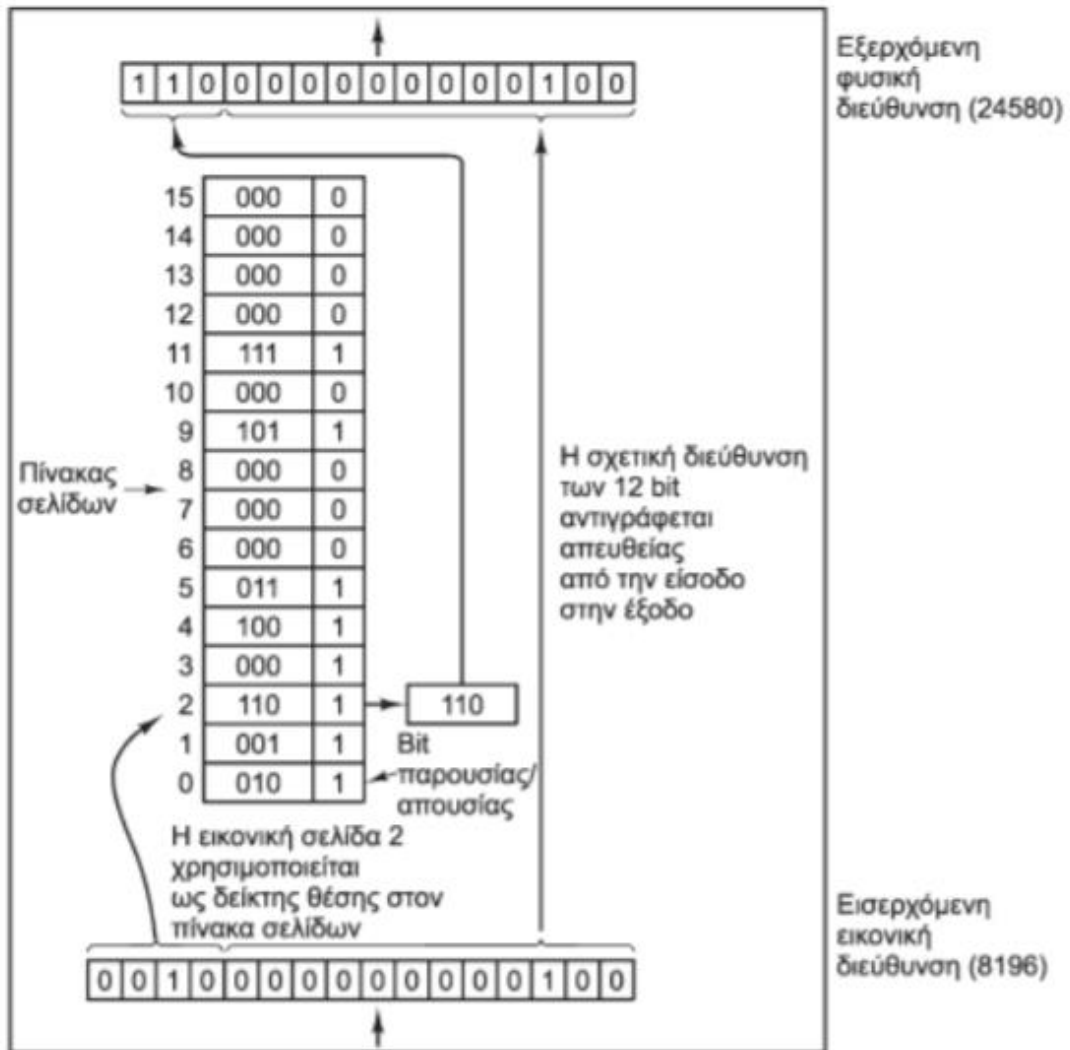 Εξερχόμενη
φυσική
διεύθυνση (24580)
1 1 0 0 0 0 0 0 0 0 0 0 1 0 0
15 000 0
14 000 0
13 000 0
12 000 0
11 111 1
10 000 0
9 101 1
8 000 0
7 000 0
6 000 0
5 011 1
4 100 1
3 000 1
2 110 1 110
1 001 1
0 010 1
Πίνακας
σελίδων
Η σχετική διεύθυνση
των 12 bit
αντιγράφεται
απευθείας
από την είσοδο
στην έξοδο
Bit
παρουσίας/
απουσίας
Η εικονική σελίδα 2
χρησιμοποιείται
ως δείκτης θέσης στον
πίνακα σελίδων
Εισερχόμενη
εικονική
διεύθυνση (8196)
0 0 1 0 0 0 0 0 0 0 0 0 0 1 0 0